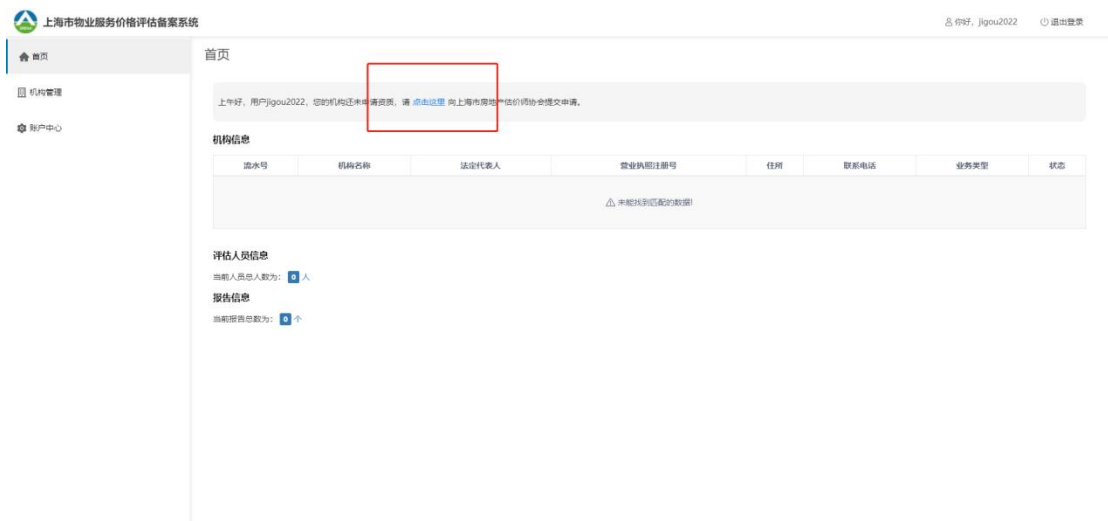 上海市物业服务价格评估备案系统
你好，jigou2022 退出登录
首页
机构管理
账户中心
首页
上午好，用户jigou2022，您的机构还未申请资质，请 点击这里 向上海市房地产估价师协会提交申请。
机构信息
流水号 机构名称 法定代表人 营业执照注册号 住所 联系电话 业务类型 状态
未能找到匹配的数据!
评估人员信息
当前人员总人数为： 0 人
报告信息
当前报告总数为： 0 个